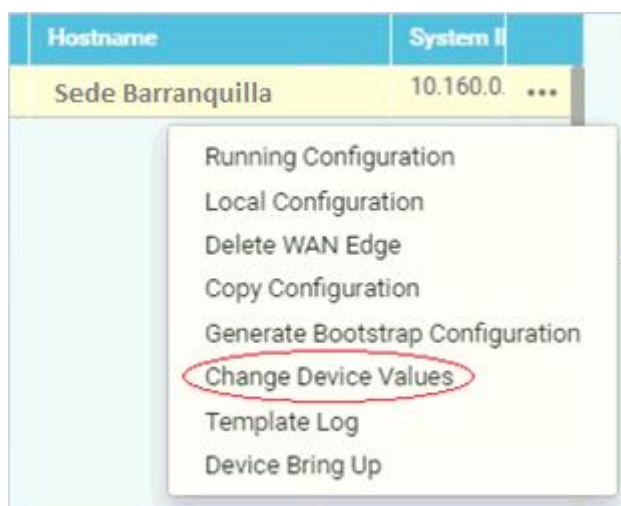 Hostname System I
Sede Barranquilla 10.160.0. ...
Running Configuration
Local Configuration
Delete WAN Edge
Copy Configuration
Generate Bootstrap Configuration
Change Device Values
Template Log
Device Bring Up